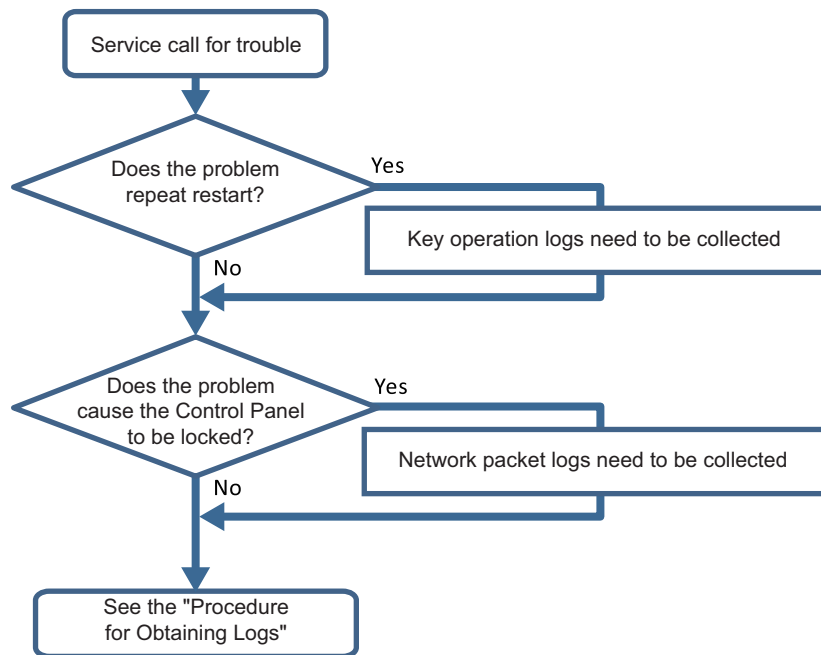 Service call for trouble
Does the problem
repeat restart?
Yes
Key operation logs need to be collected
No
Does the problem
cause the Control Panel
to be locked?
Yes
Network packet logs need to be collected
No
See the "Procedure
for Obtaining Logs"